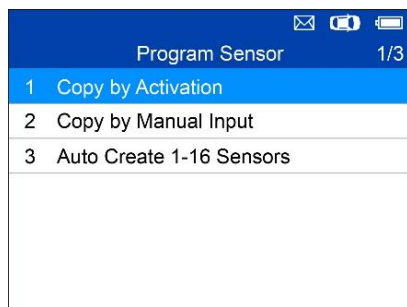 Program Sensor 1/3
1 Copy by Activation
2 Copy by Manual Input
3 Auto Create 1-16 Sensors